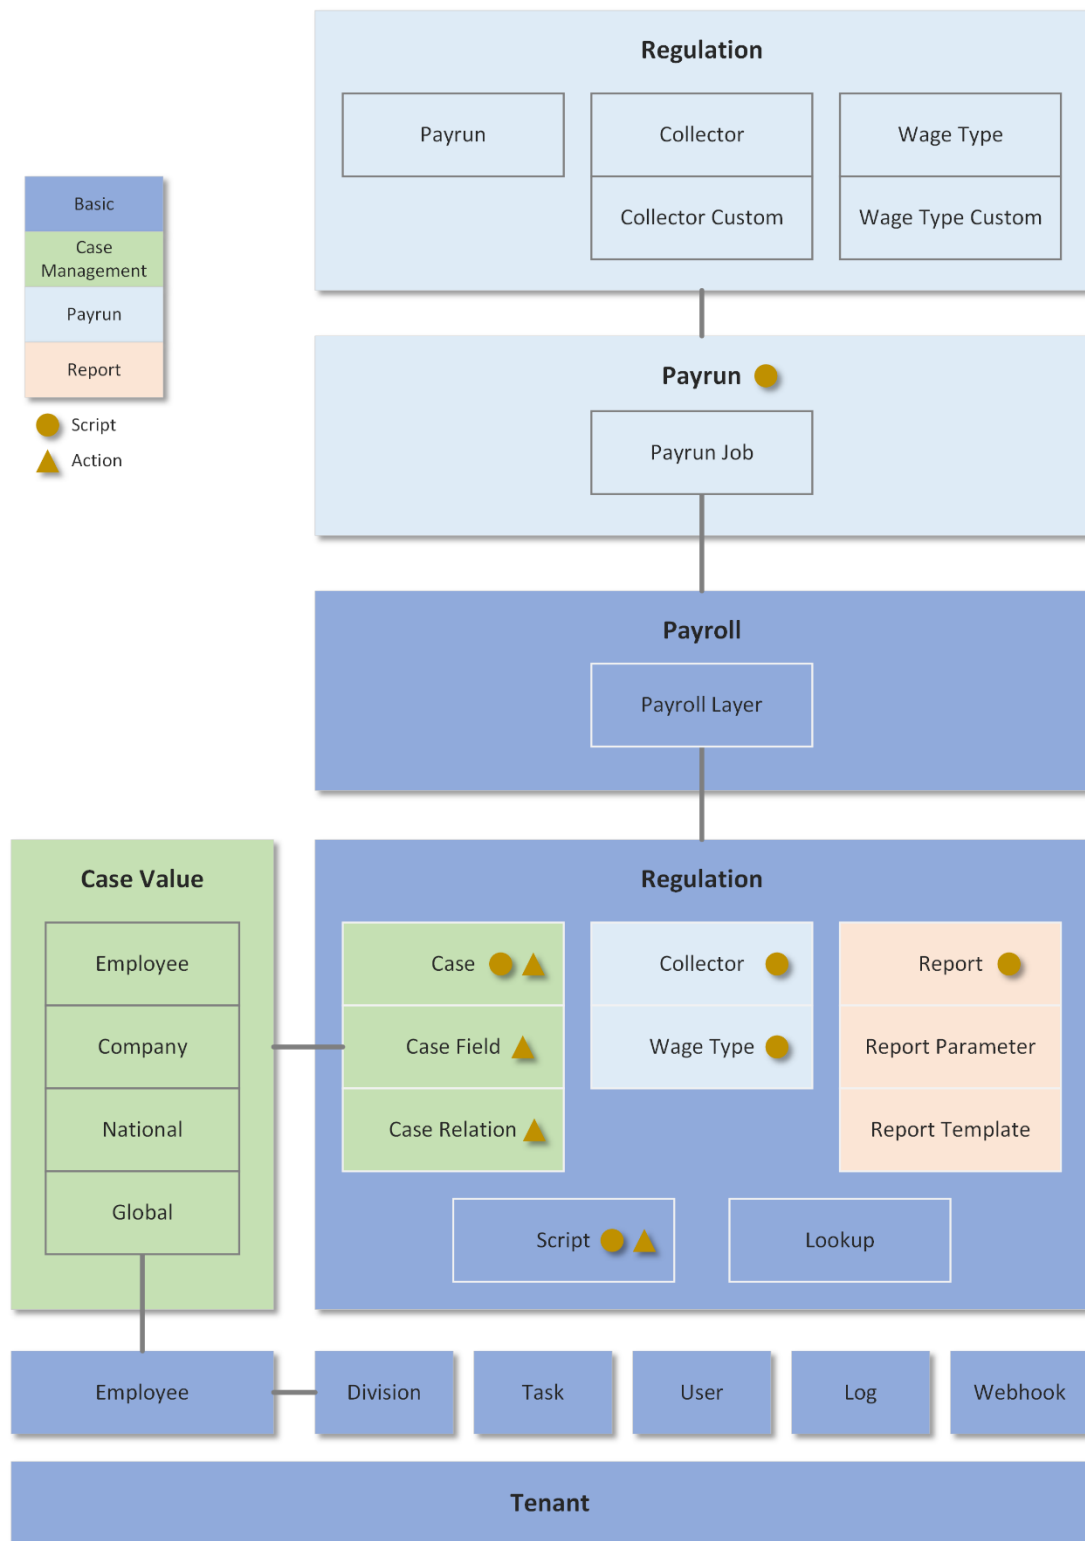 Regulation
Payrun
Collector
Wage Type
Collector Custom
Wage Type Custom
Basic
Case
Management
Payrun
Report
Script
Action
Payrun
Payrun Job
Payroll
Payroll Layer
Case Value
Employee
Company
National
Global
Regulation
Case
Collector
Report
Case Field
Wage Type
Report Parameter
Case Relation
Report Template
Script
Lookup
Employee
Division
Task
User
Log
Webhook
Tenant